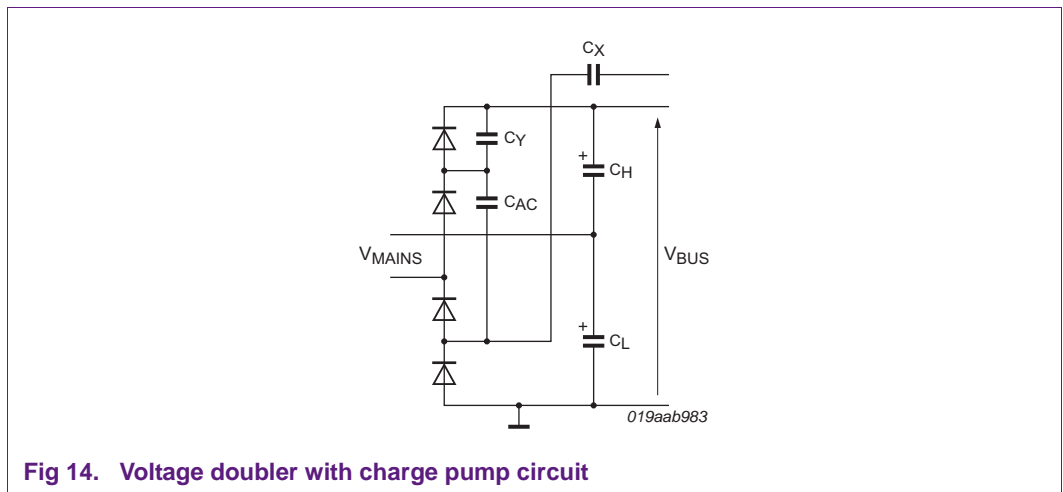 CX
CY
+
CH
CAC
VMAINS
VBUS
+
CL
019aab983
Fig 14. Voltage doubler with charge pump circuit